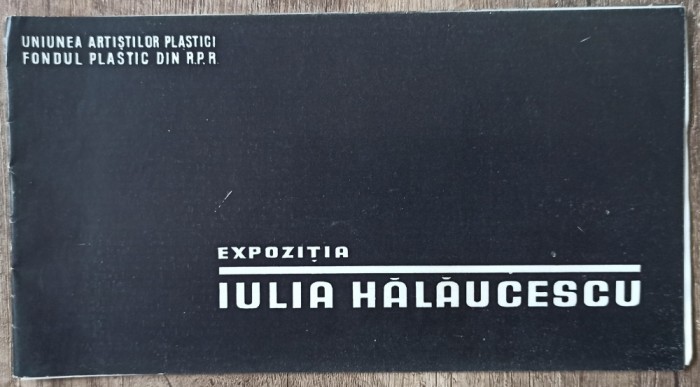 UNIUNEA ARTIȘTILOR PLASTICI
FONDUL PLASTIC DIN R.P.R
EXPOZIȚIA
IULIA HĂLĂUCESCU